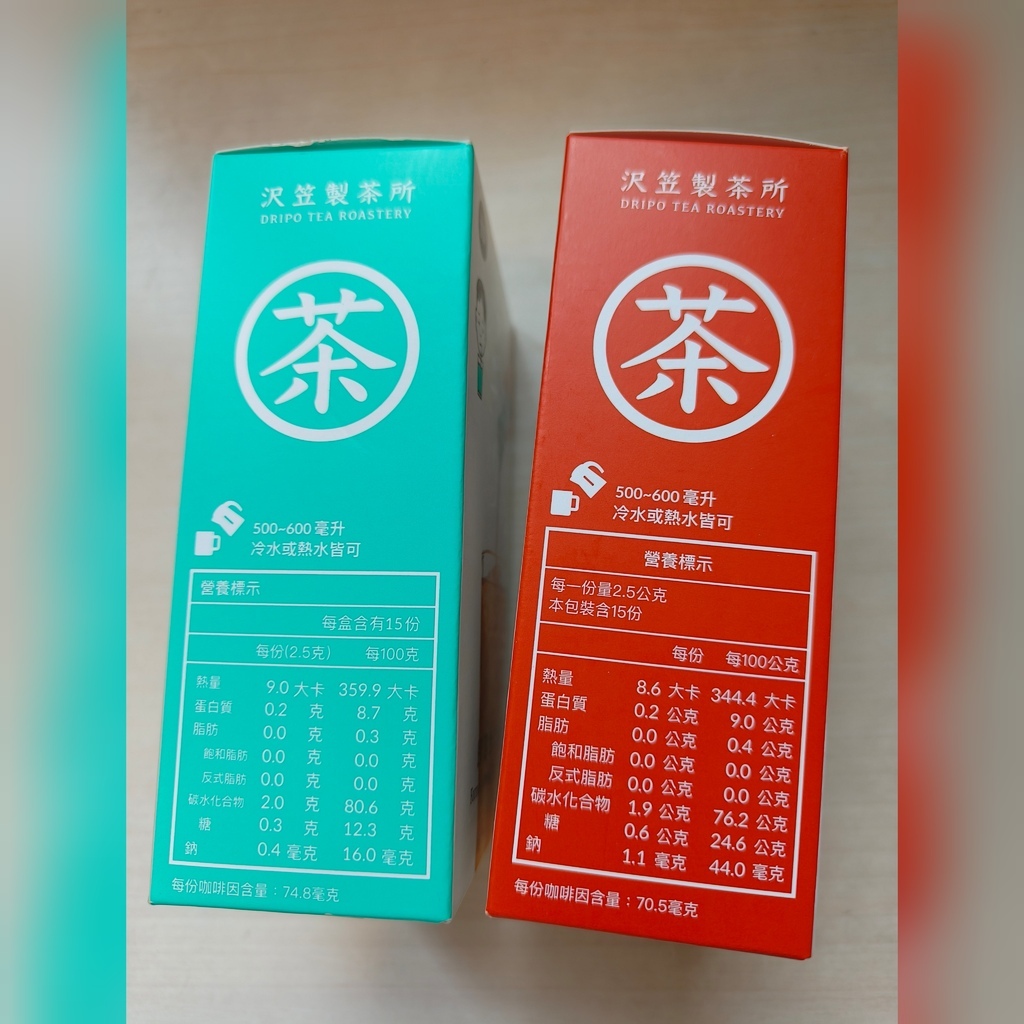 沢笠製茶所
DRIPO TEA ROASTERY
茶
500~600 毫升
冷水或熱水皆可
營養標示
每盒含有15份
每份(2.5克) 每100克
熱量 9.0 大卡 359.9 大卡
蛋白質 0.2 克 8.7 克
脂肪 0.0 克 0.3 克
飽和脂肪 0.0 克 0.0 克
反式脂肪 0.0 克 0.0 克
碳水化合物 2.0 克 80.6 克
糖 0.3 克 12.3 克
鈉 0.4 毫克 16.0 毫克
每份咖啡因含量：74.8毫克
沢笠製茶所
DRIPO TEA ROASTERY
茶
500~600 毫升
冷水或熱水皆可
營養標示
每一份量2.5公克
本包裝含15份
每份 每100公克
熱量 8.6 大卡 344.4 大卡
蛋白質 0.2 公克 9.0 公克
脂肪 0.0 公克 0.4 公克
飽和脂肪 0.0 公克 0.0 公克
反式脂肪 0.0 公克 0.0 公克
碳水化合物 1.9 公克 76.2 公克
糖 0.6 公克 24.6 公克
鈉 1.1 毫克 44.0 毫克
每份咖啡因含量：70.5毫克